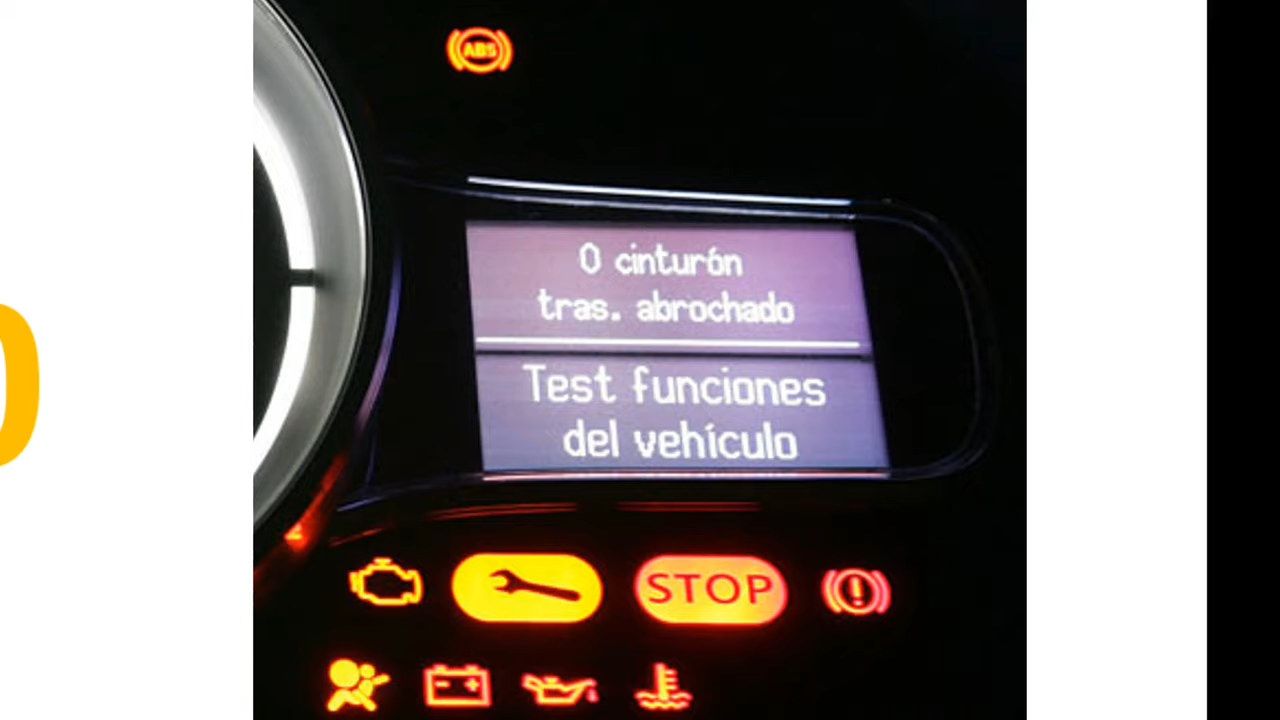 ABS
0 cinturón
tras. abrochado
Test funciones
del vehículo
STOP